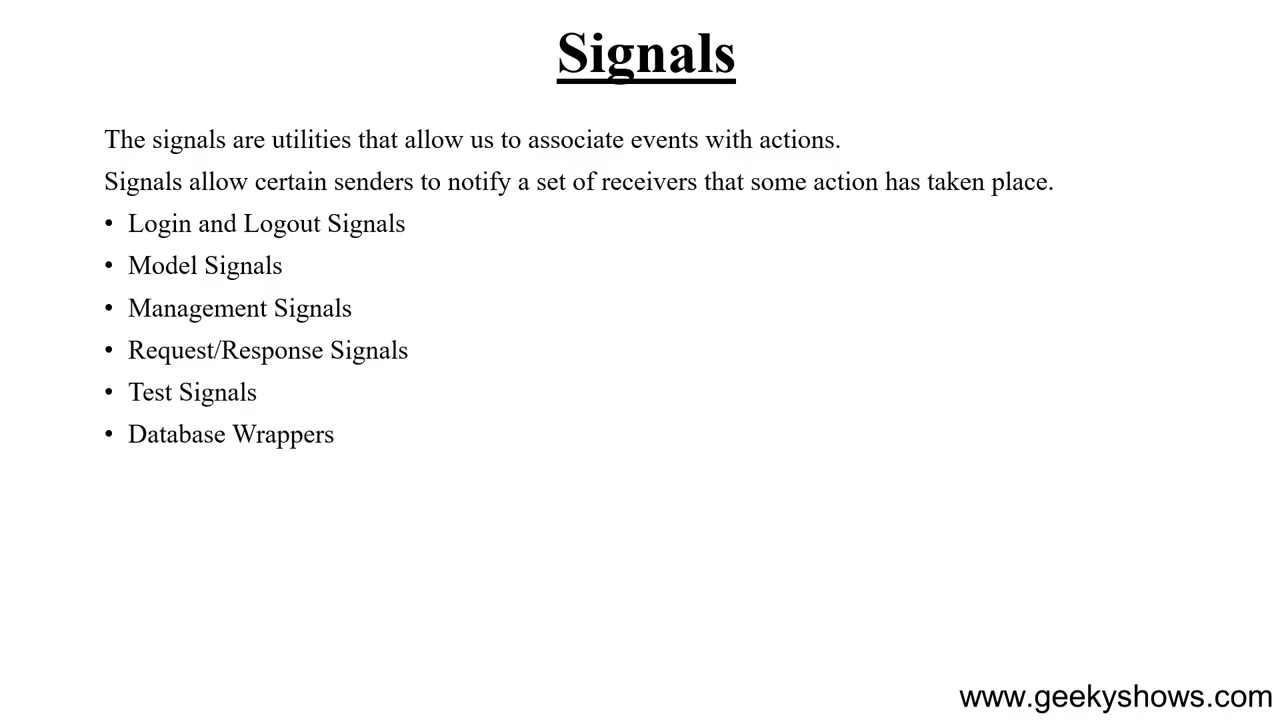 Signals
The signals are utilities that allow us to associate events with actions.
Signals allow certain senders to notify a set of receivers that some action has taken place.
• Login and Logout Signals
• Model Signals
• Management Signals
• Request/Response Signals
• Test Signals
• Database Wrappers
www.geekyshows.com